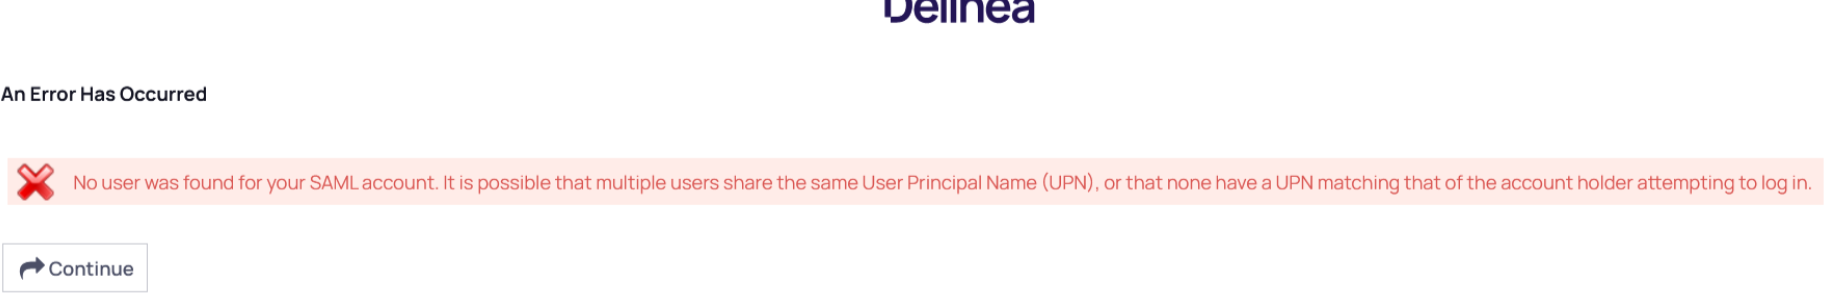 Delinea
An Error Has Occurred
No user was found for your SAML account. It is possible that multiple users share the same User Principal Name (UPN), or that none have a UPN matching that of the account holder attempting to log in.
Continue